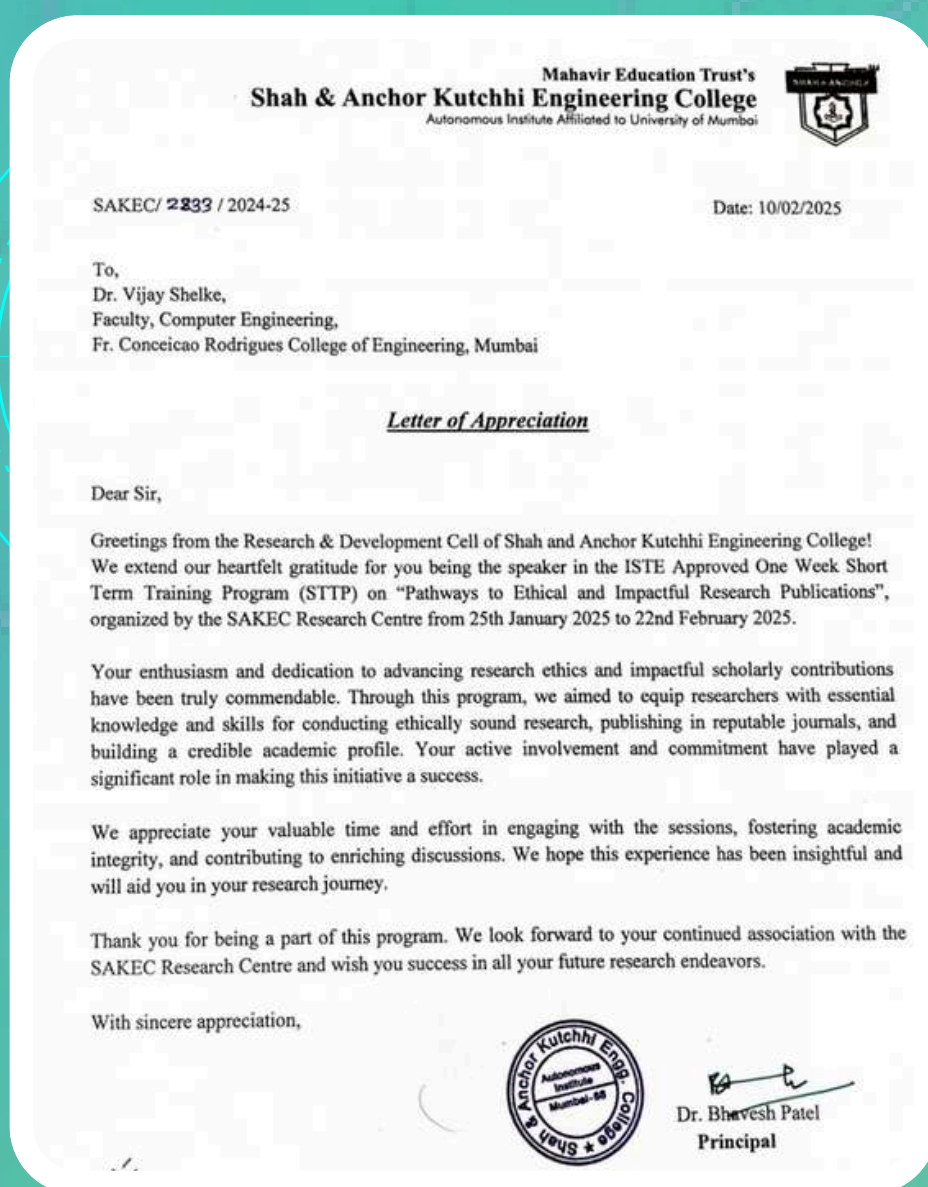 Mahavir Education Trust's
Shah & Anchor Kutchhi Engineering College
Autonomous Institute Affiliated to University of Mumbai
SHAH & ANCHOR
SAKEC/ 2833 / 2024-25
Date: 10/02/2025
To,
Dr. Vijay Shelke,
Faculty, Computer Engineering,
Fr. Conceicao Rodrigues College of Engineering, Mumbai
Letter of Appreciation
Dear Sir,
Greetings from the Research & Development Cell of Shah and Anchor Kutchhi Engineering College!
We extend our heartfelt gratitude for you being the speaker in the ISTE Approved One Week Short
Term Training Program (STTP) on “Pathways to Ethical and Impactful Research Publications”,
organized by the SAKEC Research Centre from 25th January 2025 to 22nd February 2025.
Your enthusiasm and dedication to advancing research ethics and impactful scholarly contributions
have been truly commendable. Through this program, we aimed to equip researchers with essential
knowledge and skills for conducting ethically sound research, publishing in reputable journals, and
building a credible academic profile. Your active involvement and commitment have played a
significant role in making this initiative a success.
We appreciate your valuable time and effort in engaging with the sessions, fostering academic
integrity, and contributing to enriching discussions. We hope this experience has been insightful and
will aid you in your research journey.
Thank you for being a part of this program. We look forward to your continued association with the
SAKEC Research Centre and wish you success in all your future research endeavors.
With sincere appreciation,
Shah & Anchor Kutchhi Engg. College
Autonomous
Institute
Mumbai-88
Dr. Bhavesh Patel
Principal